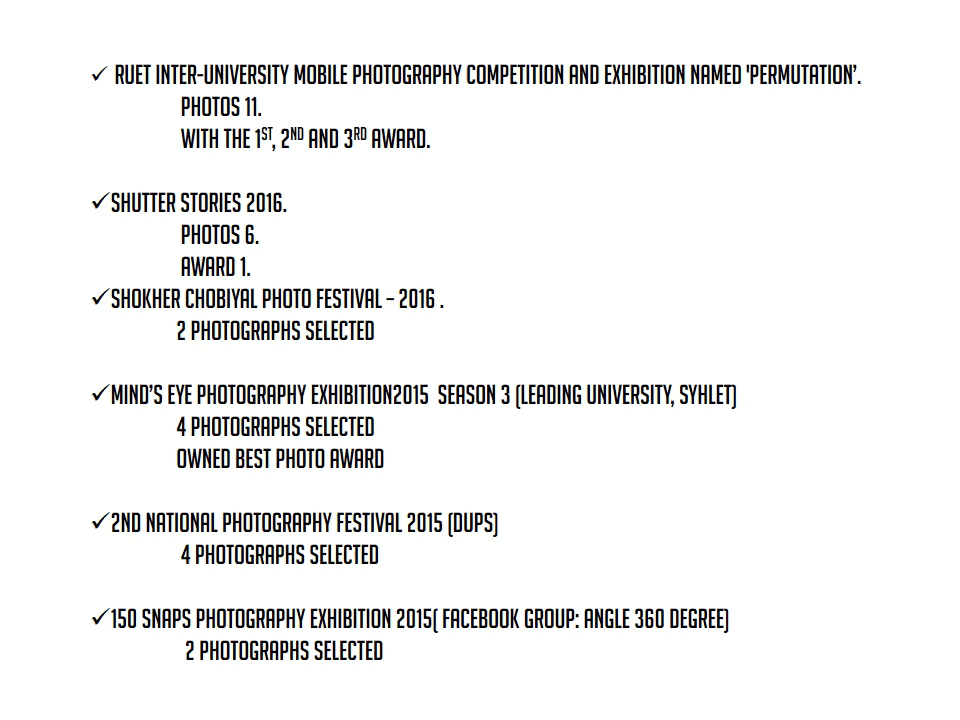 ✓ RUET INTER-UNIVERSITY MOBILE PHOTOGRAPHY COMPETITION AND EXHIBITION NAMED 'PERMUTATION’.
PHOTOS 11.
WITH THE 1ST, 2ND AND 3RD AWARD.
✓SHUTTER STORIES 2016.
PHOTOS 6.
AWARD 1.
✓SHOKHER CHOBIYAL PHOTO FESTIVAL – 2016 .
2 PHOTOGRAPHS SELECTED
✓MIND’S EYE PHOTOGRAPHY EXHIBITION2015 SEASON 3 (LEADING UNIVERSITY, SYHLET)
4 PHOTOGRAPHS SELECTED
OWNED BEST PHOTO AWARD
✓2ND NATIONAL PHOTOGRAPHY FESTIVAL 2015 (DUPS)
4 PHOTOGRAPHS SELECTED
✓150 SNAPS PHOTOGRAPHY EXHIBITION 2015( FACEBOOK GROUP: ANGLE 360 DEGREE)
2 PHOTOGRAPHS SELECTED